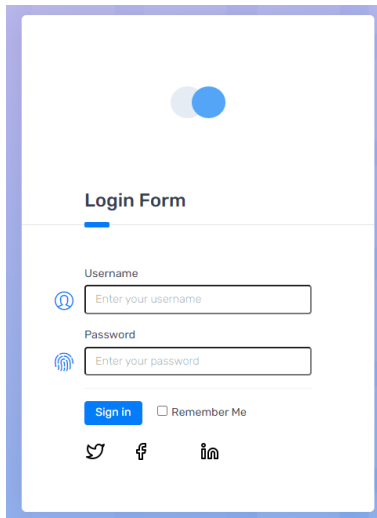 Login Form
Username
Enter your username
Password
Enter your password
Sign in Remember Me